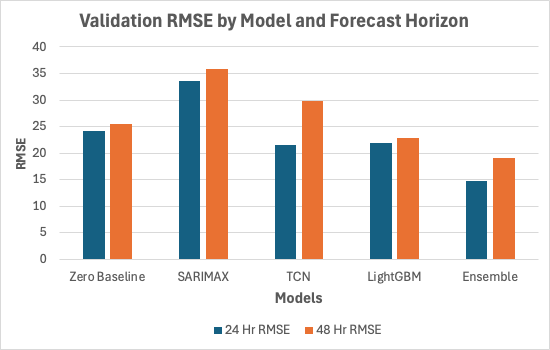 Validation RMSE by Model and Forecast Horizon
40
35
30
25
20
15
10
5
0
RMSE
Zero Baseline SARIMAX TCN LightGBM Ensemble
Models
24 Hr RMSE 48 Hr RMSE